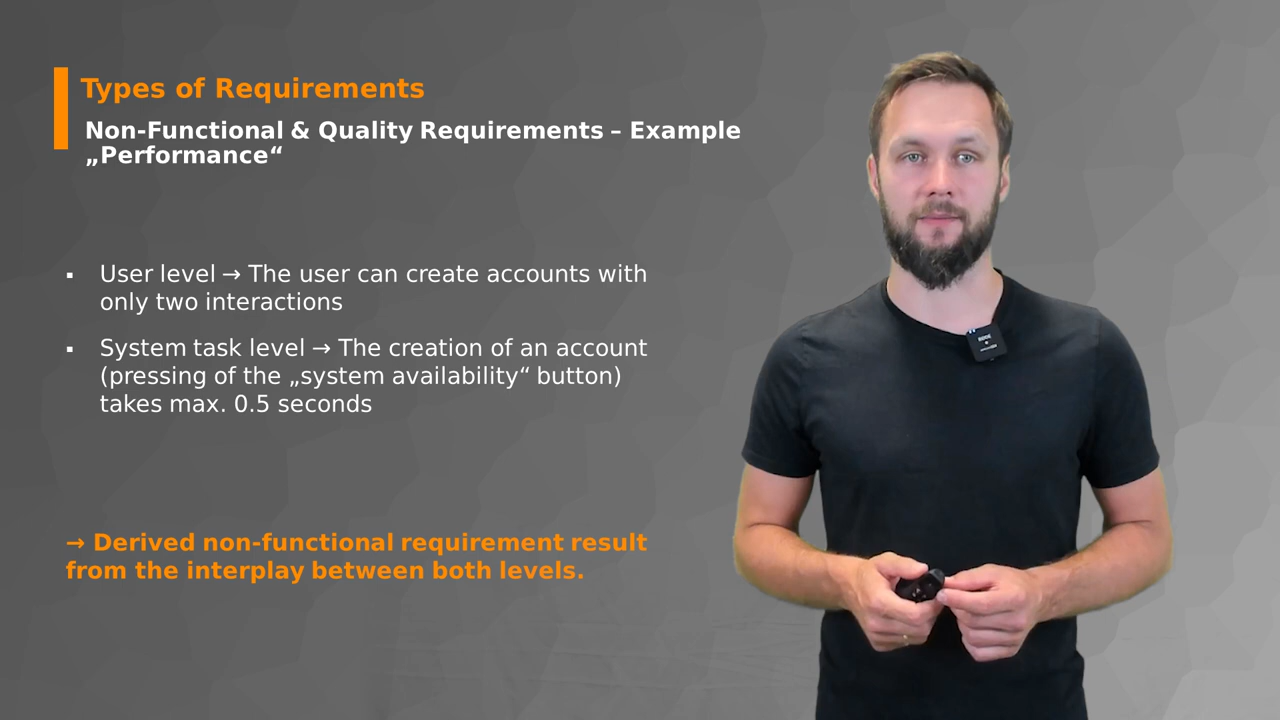 Types of Requirements
Non-Functional & Quality Requirements – Example
„Performance“
▪ User level → The user can create accounts with
only two interactions
▪ System task level → The creation of an account
(pressing of the „system availability“ button)
takes max. 0.5 seconds
→ Derived non-functional requirement result
from the interplay between both levels.